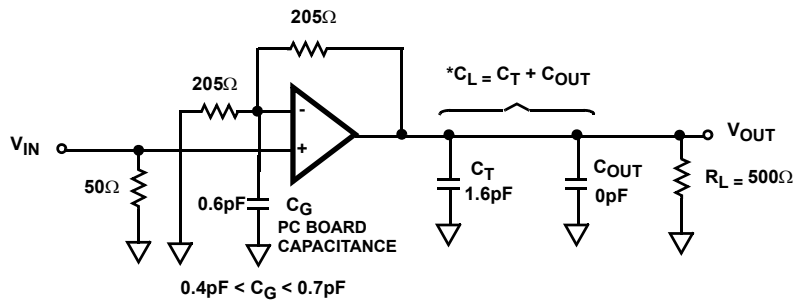 205Ω
*CL = CT + COUT
205Ω
-
VIN
+
VOUT
50Ω
0.6pF
CG
PC BOARD
CAPACITANCE
CT
1.6pF
COUT
0pF
RL = 500Ω
0.4pF < CG < 0.7pF